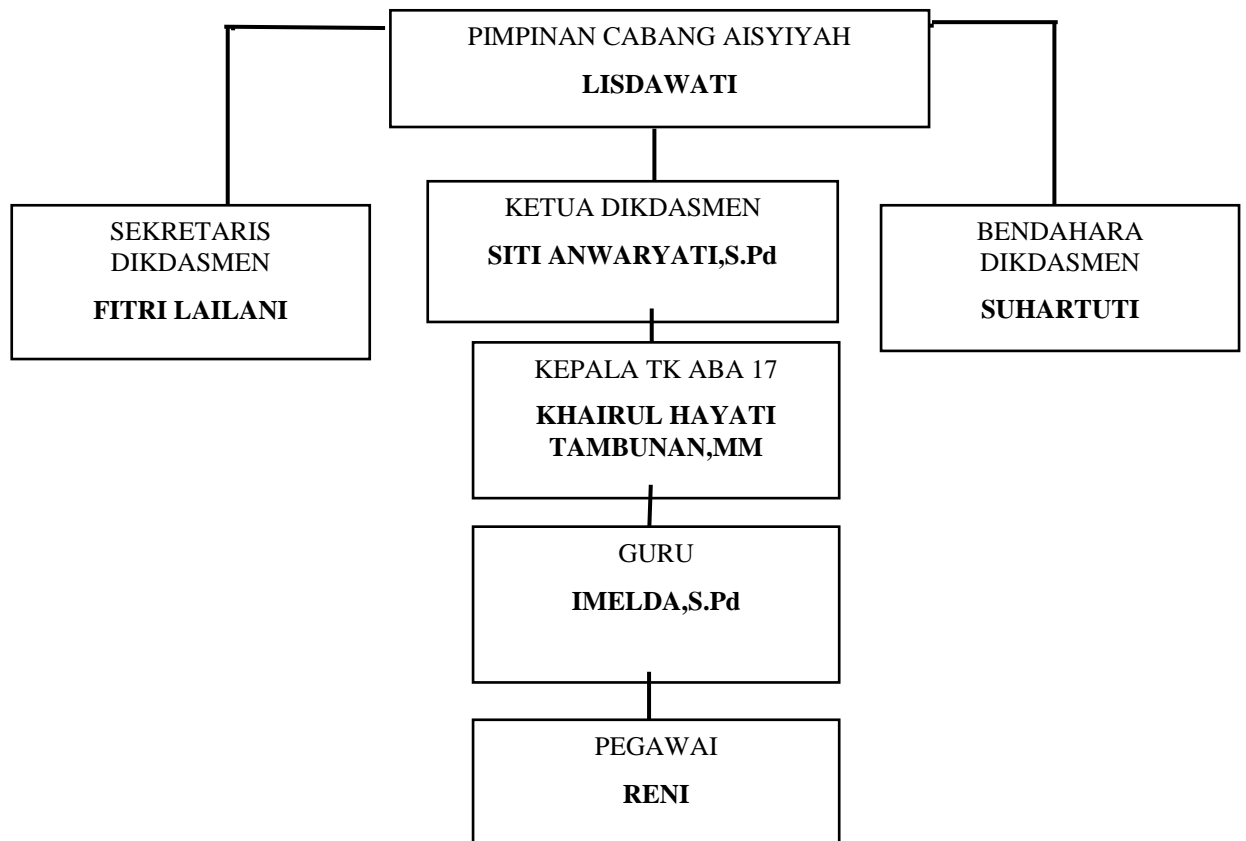 PIMPINAN CABANG AISYIYAH
LISDAWATI
SEKRETARIS
DIKDASMEN
FITRI LAILANI
KETUA DIKDASMEN
SITI ANWARYATI,S.Pd
BENDAHARA
DIKDASMEN
SUHARTUTI
KEPALA TK ABA 17
KHAIRUL HAYATI
TAMBUNAN,MM
GURU
IMELDA,S.Pd
PEGAWAI
RENI